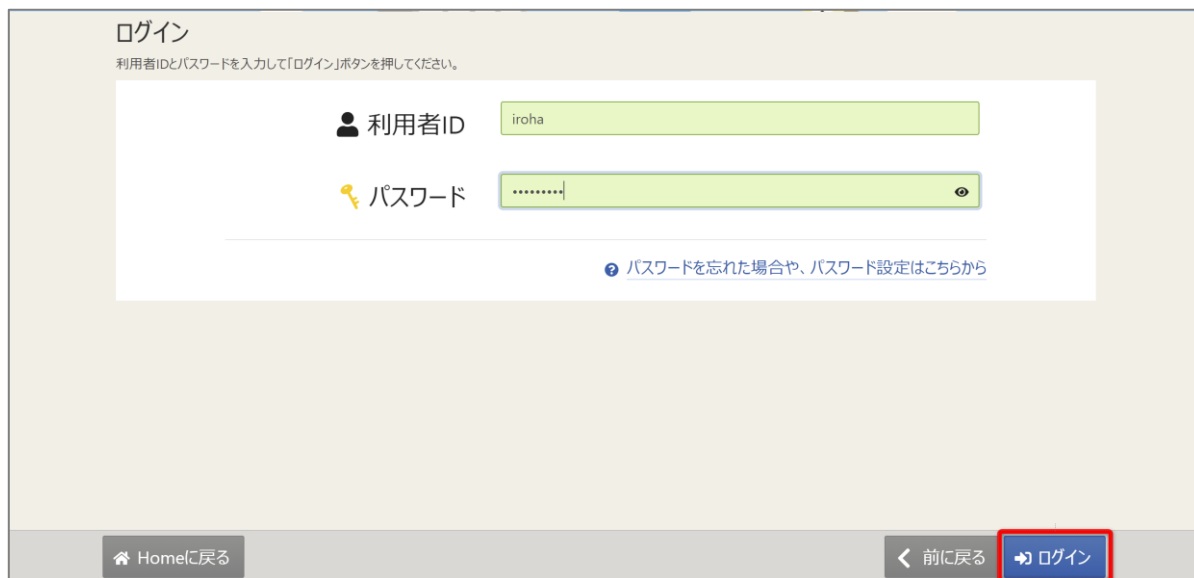 ログイン
利用者IDとパスワードを入力して「ログイン」ボタンを押してください。
利用者ID
iroha
パスワード
•••••••••
パスワードを忘れた場合や、パスワード設定はこちらから
Homeに戻る
前に戻る
ログイン